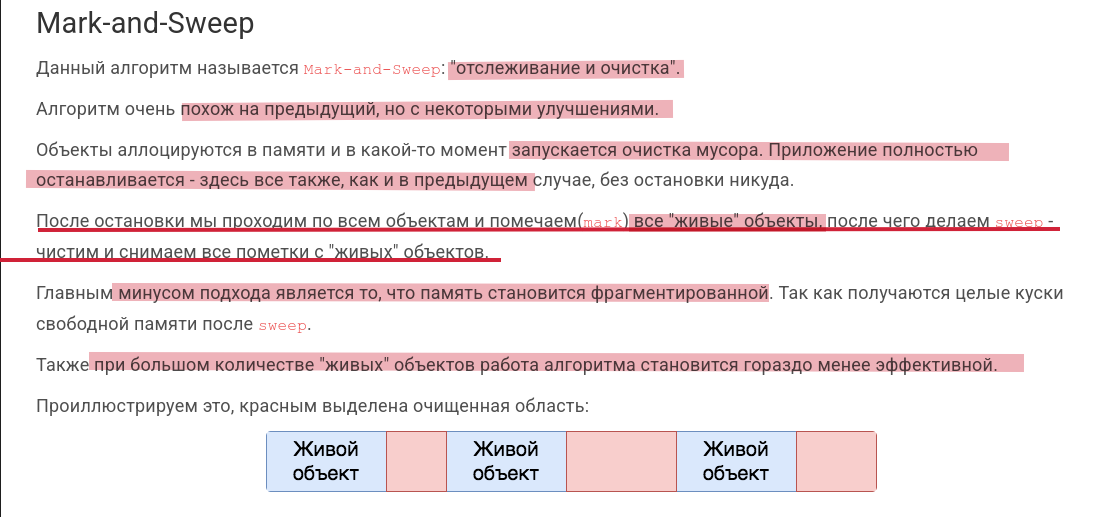 Mark-and-Sweep
Данный алгоритм называется Mark-and-Sweep: "отслеживание и очистка".
Алгоритм очень похож на предыдущий, но с некоторыми улучшениями.
Объекты аллоцируются в памяти и в какой-то момент запускается очистка мусора. Приложение полностью
останавливается - здесь все также, как и в предыдущем случае, без остановки никуда.
После остановки мы проходим по всем объектам и помечаем(mark) все "живые" объекты, после чего делаем sweep -
чистим и снимаем все пометки с "живых" объектов.
Главным минусом подхода является то, что память становится фрагментированной. Так как получаются целые куски
свободной памяти после sweep.
Также при большом количестве "живых" объектов работа алгоритма становится гораздо менее эффективной.
Проиллюстрируем это, красным выделена очищенная область:
Живой Живой Живой
объект объект объект